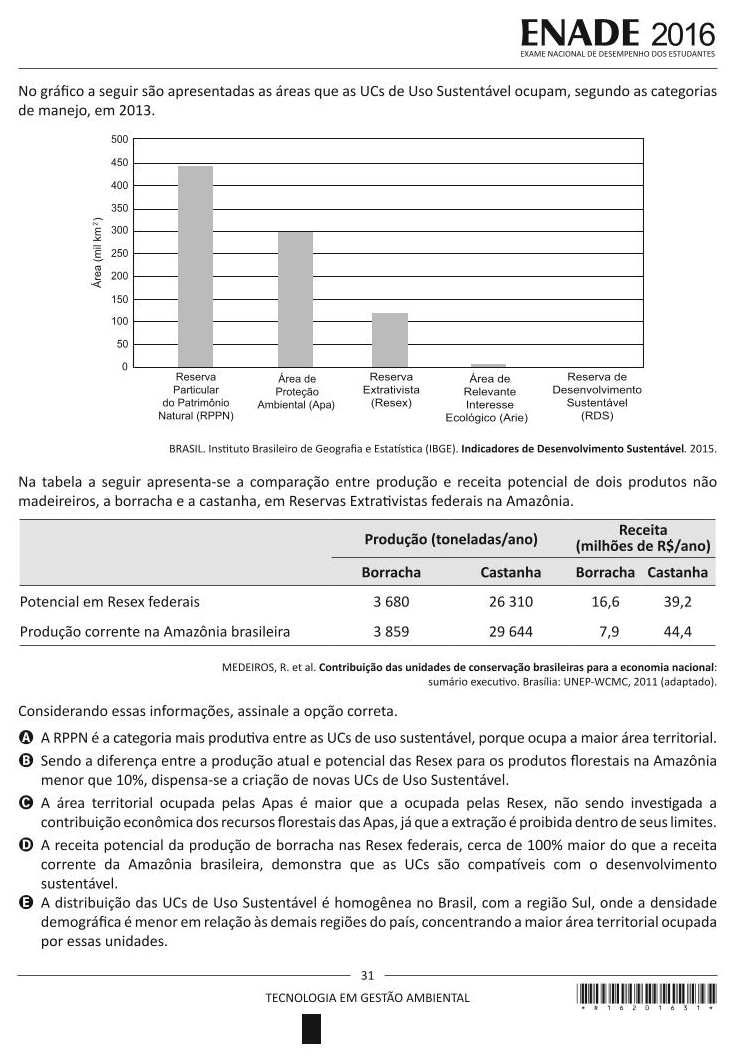 ENADE 2016
EXAME NACIONAL DE DESEMPENHO DOS ESTUDANTES
No gráfico a seguir são apresentadas as áreas que as UCs de Uso Sustentável ocupam, segundo as categorias
de manejo, em 2013.
Área (mil km²)
500
450
400
350
300
250
200
150
100
50
0
Reserva
Particular
do Patrimônio
Natural (RPPN)
Área de
Proteção
Ambiental (Apa)
Reserva
Extrativista
(Resex)
Área de
Relevante
Interesse
Ecológico (Arie)
Reserva de
Desenvolvimento
Sustentável
(RDS)
BRASIL. Instituto Brasileiro de Geografia e Estatística (IBGE). Indicadores de Desenvolvimento Sustentável. 2015.
Na tabela a seguir apresenta-se a comparação entre produção e receita potencial de dois produtos não
madeireiros, a borracha e a castanha, em Reservas Extrativistas federais na Amazônia.
Produção (toneladas/ano)
Receita
(milhões de R$/ano)
Borracha Castanha Borracha Castanha
Potencial em Resex federais 3 680 26 310 16,6 39,2
Produção corrente na Amazônia brasileira 3 859 29 644 7,9 44,4
MEDEIROS, R. et al. Contribuição das unidades de conservação brasileiras para a economia nacional:
sumário executivo. Brasília: UNEP-WCMC, 2011 (adaptado).
Considerando essas informações, assinale a opção correta.
A A RPPN é a categoria mais produtiva entre as UCs de uso sustentável, porque ocupa a maior área territorial.
B Sendo a diferença entre a produção atual e potencial das Resex para os produtos florestais na Amazônia
menor que 10%, dispensa-se a criação de novas UCs de Uso Sustentável.
C A área territorial ocupada pelas Apas é maior que a ocupada pelas Resex, não sendo investigada a
contribuição econômica dos recursos florestais das Apas, já que a extração é proibida dentro de seus limites.
D A receita potencial da produção de borracha nas Resex federais, cerca de 100% maior do que a receita
corrente da Amazônia brasileira, demonstra que as UCs são compatíveis com o desenvolvimento
sustentável.
E A distribuição das UCs de Uso Sustentável é homogênea no Brasil, com a região Sul, onde a densidade
demográfica é menor em relação às demais regiões do país, concentrando a maior área territorial ocupada
por essas unidades.
31
TECNOLOGIA EM GESTÃO AMBIENTAL
* R 1 6 2 0 1 6 3 1 *